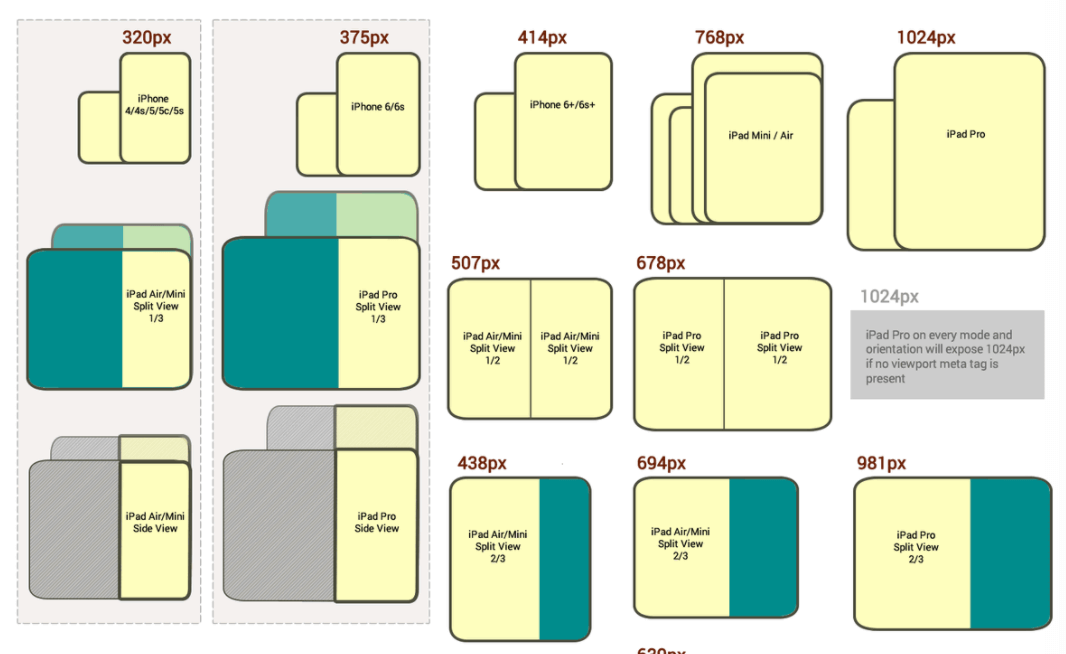 320px
375px
414px
768px
1024px
iPhone
4/4s/5/5c/5s
iPhone 6/6s
iPhone 6+/6s+
iPad Mini / Air
iPad Pro
507px
678px
iPad Air/Mini
Split View
1/3
iPad Pro
Split View
1/3
iPad Air/Mini
Split View
1/2
iPad Air/Mini
Split View
1/2
iPad Pro
Split View
1/2
iPad Pro
Split View
1/2
1024px
iPad Pro on every mode and
orientation will expose 1024px
if no viewport meta tag is
present
438px
694px
981px
iPad Air/Mini
Side View
iPad Pro
Side View
iPad Air/Mini
Split View
2/3
iPad Air/Mini
Split View
2/3
iPad Pro
Split View
2/3